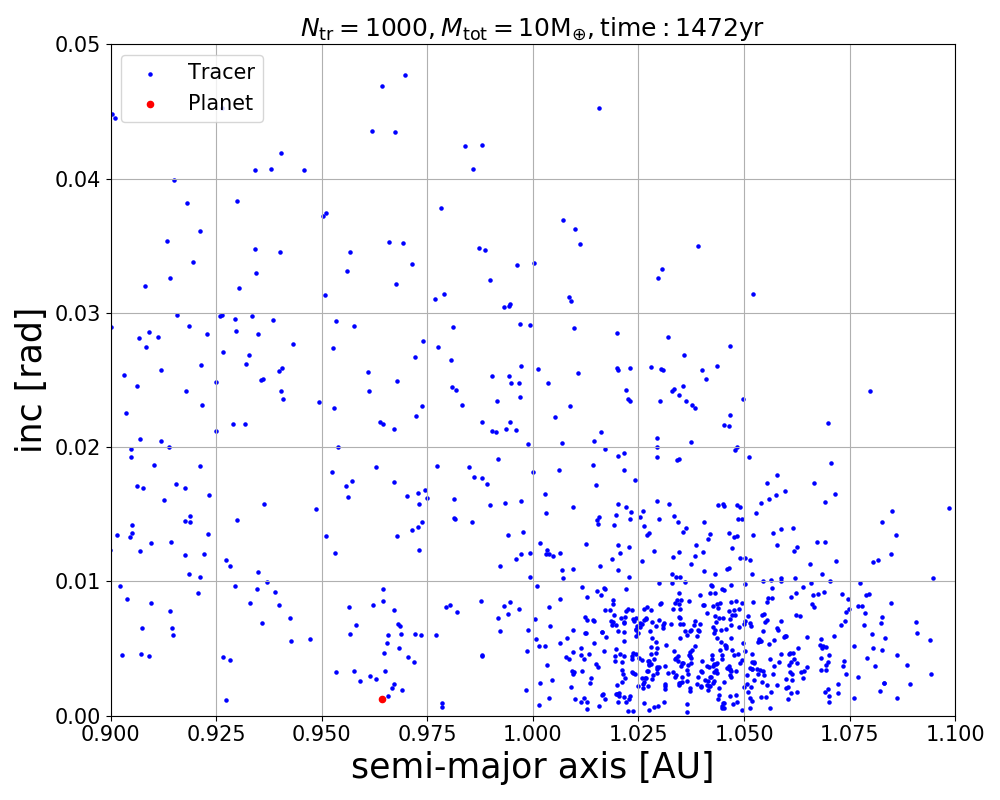 N_tr = 1000, M_tot = 10M_⊕, time : 1472yr
Tracer
Planet
0.05
0.04
0.03
0.02
0.01
0.00
inc [rad]
0.900 0.925 0.950 0.975 1.000 1.025 1.050 1.075 1.100
semi-major axis [AU]